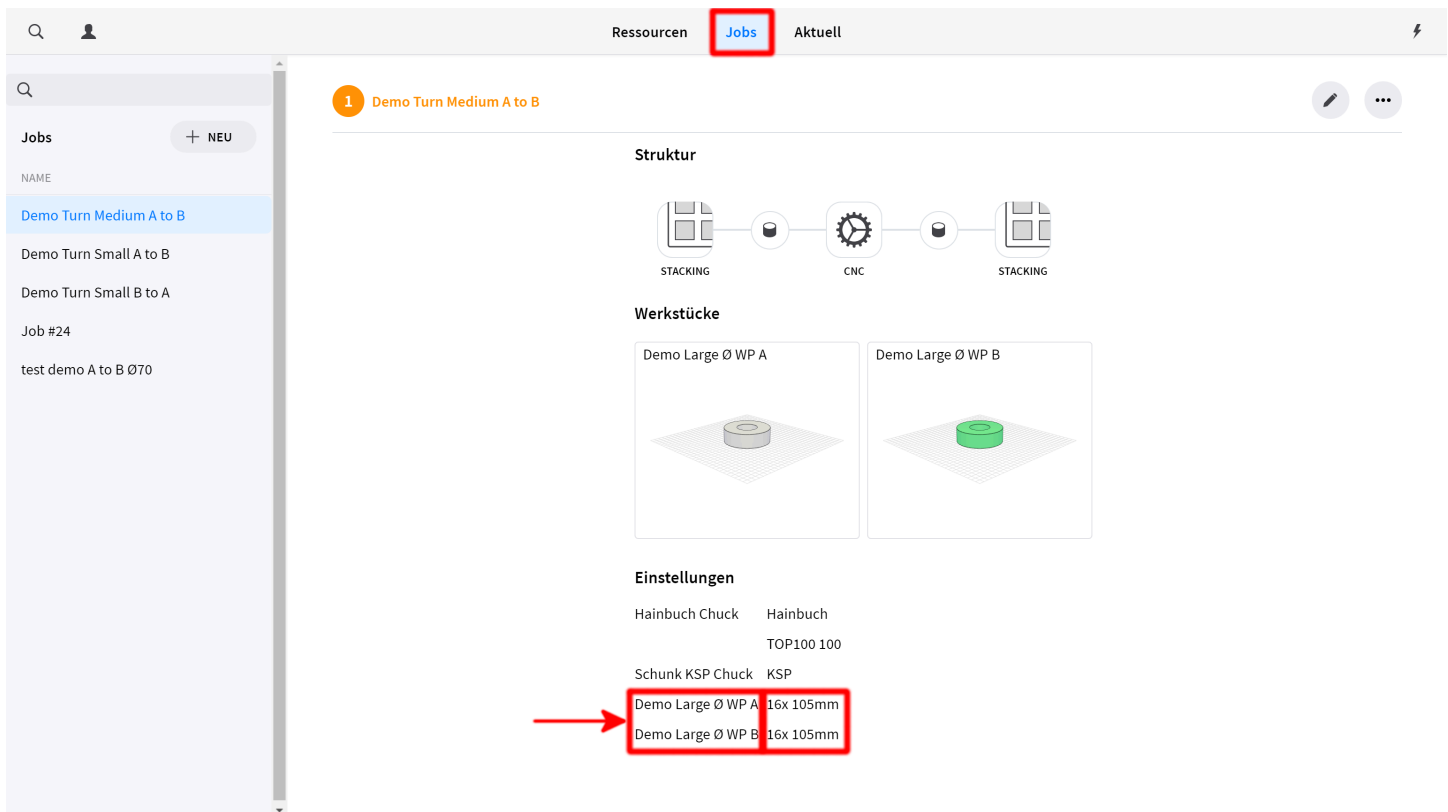 Ressourcen Jobs Aktuell
Jobs
NEU
NAME
Demo Turn Medium A to B
Demo Turn Small A to B
Demo Turn Small B to A
Job #24
test demo A to B Ø70
1 Demo Turn Medium A to B
Struktur
STACKING CNC STACKING
Werkstücke
Demo Large Ø WP A
Demo Large Ø WP B
Einstellungen
Hainbuch Chuck Hainbuch
TOP100 100
Schunk KSP Chuck KSP
Demo Large Ø WP A 16x 105mm
Demo Large Ø WP B 16x 105mm